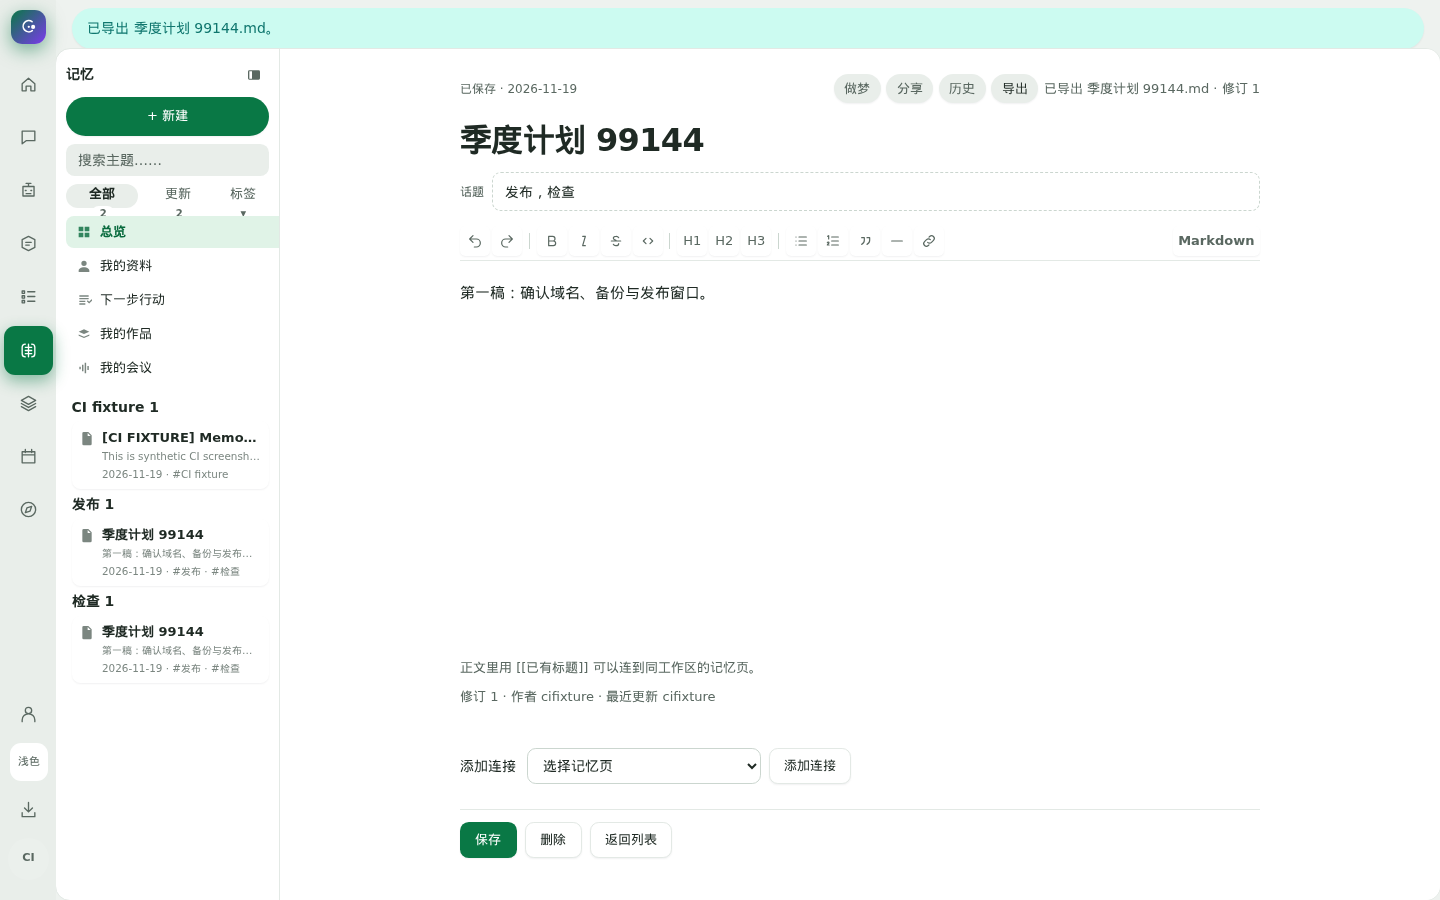 已导出 季度计划 99144.md。
记忆
+ 新建
搜索主题……
全部 更新 标签
2 2 ▾
总览
我的资料
下一步行动
我的作品
我的会议
CI fixture 1
[CI FIXTURE] Memo…
This is synthetic CI screensh…
2026-11-19 · #CI fixture
发布 1
季度计划 99144
第一稿：确认域名、备份与发布…
2026-11-19 · #发布 · #检查
检查 1
季度计划 99144
第一稿：确认域名、备份与发布…
2026-11-19 · #发布 · #检查
浅色
CI
已保存 · 2026-11-19
做梦 分享 历史 导出 已导出 季度计划 99144.md · 修订 1
季度计划 99144
话题 发布，检查
B I S H1 H2 H3 Markdown
第一稿：确认域名、备份与发布窗口。
正文里用 [[已有标题]] 可以连到同工作区的记忆页。
修订 1 · 作者 cifixture · 最近更新 cifixture
添加连接 选择记忆页 添加连接
保存 删除 返回列表